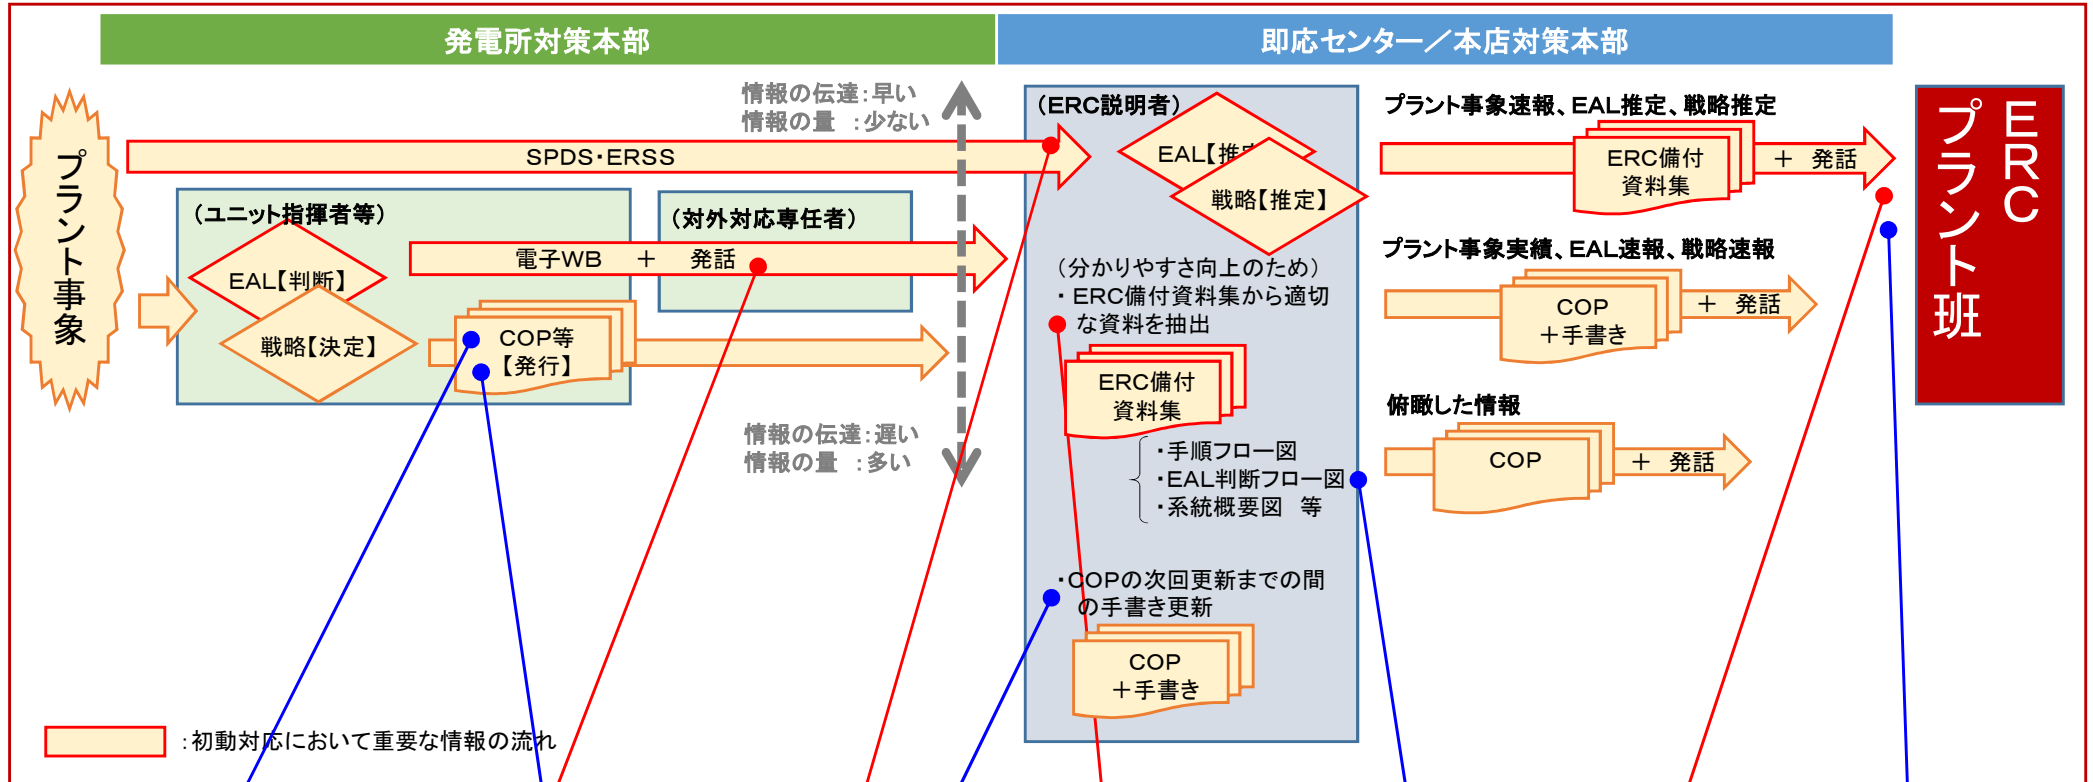 発電所対策本部
即応センター／本店対策本部
プラント事象
情報の伝達：早い
情報の量　：少ない
SPDS・ERSS
（ユニット指揮者等）
EAL【判断】
戦略【決定】
（対外対応専任者）
電子WB　＋　発話
COP等
【発行】
情報の伝達：遅い
情報の量　：多い
：初動対応において重要な情報の流れ
（ERC説明者）
EAL【推定
戦略【推定】
（分かりやすさ向上のため）
・ERC備付資料集から適切
な資料を抽出
ERC備付
資料集
・手順フロー図
・EAL判断フロー図
・系統概要図　等
・COPの次回更新までの間
の手書き更新
COP
＋手書き
プラント事象速報、EAL推定、戦略推定
ERC備付
資料集
＋　発話
プラント事象実績、EAL速報、戦略速報
COP
＋手書き
＋　発話
俯瞰した情報
COP
＋　発話
ERC
プラント班